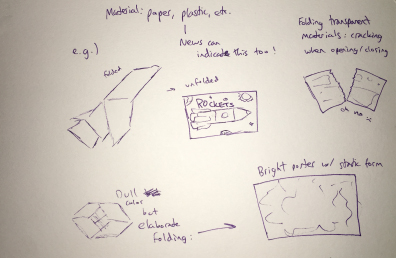 Material: paper, plastic, etc.
News can
indicate this too!
e.g.)
folded
unfolded
ROCKETS
Folding transparent
materials: cracking
when opening/closing
oh no
Dull
color
but
elaborate
folding:
Bright poster w/ static form